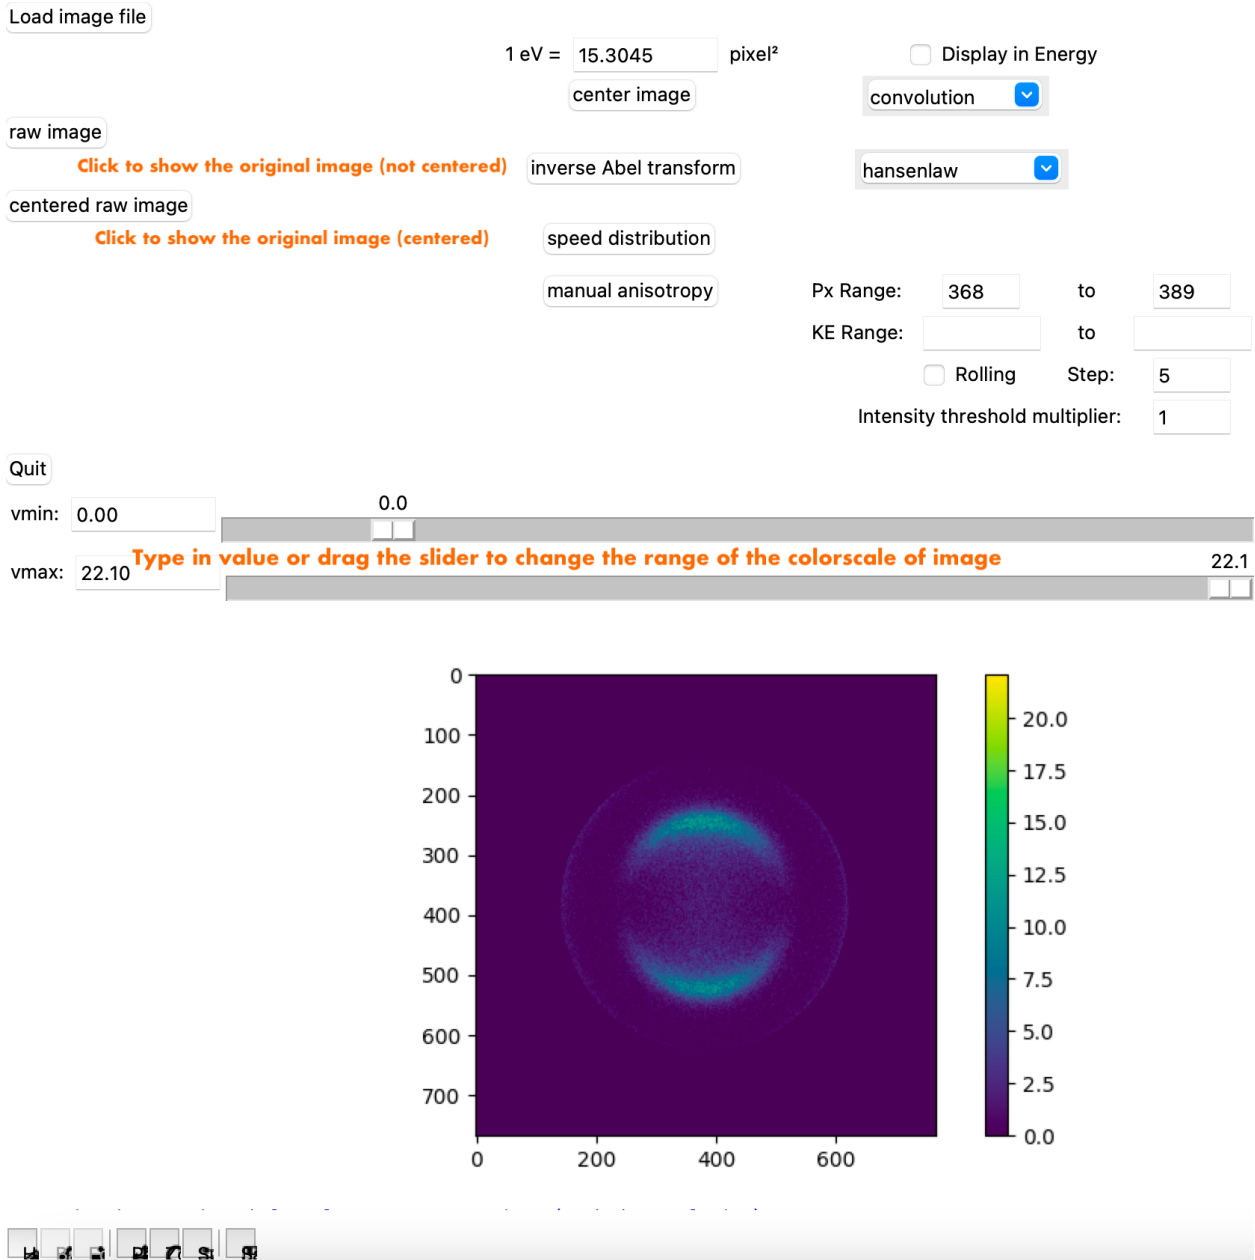 Load image file
1 eV = 15.3045 pixel² Display in Energy
center image convolution
raw image
Click to show the original image (not centered) inverse Abel transform hansenlaw
centered raw image
Click to show the original image (centered) speed distribution
manual anisotropy Px Range: 368 to 389
KE Range: to
Rolling Step: 5
Intensity threshold multiplier: 1
Quit
0.0
vmin: 0.00
Type in value or drag the slider to change the range of the colorscale of image
22.1
vmax: 22.10
0
100
200
300
400
500
600
700
0 200 400 600
20.0
17.5
15.0
12.5
10.0
7.5
5.0
2.5
0.0